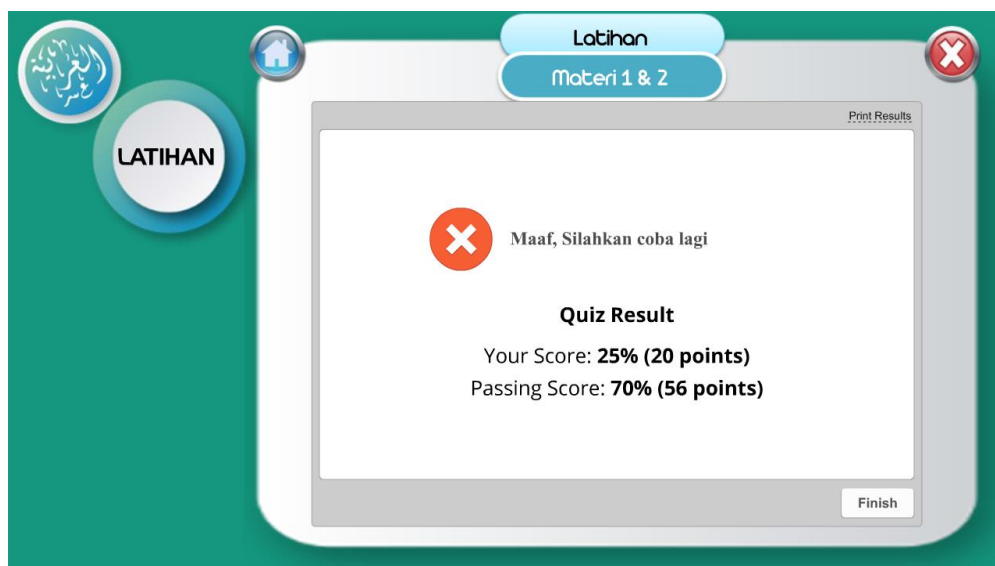 العربية
LATIHAN
Latihan
Materi 1 & 2
Print Results
Maaf, Silahkan coba lagi
Quiz Result
Your Score: 25% (20 points)
Passing Score: 70% (56 points)
Finish